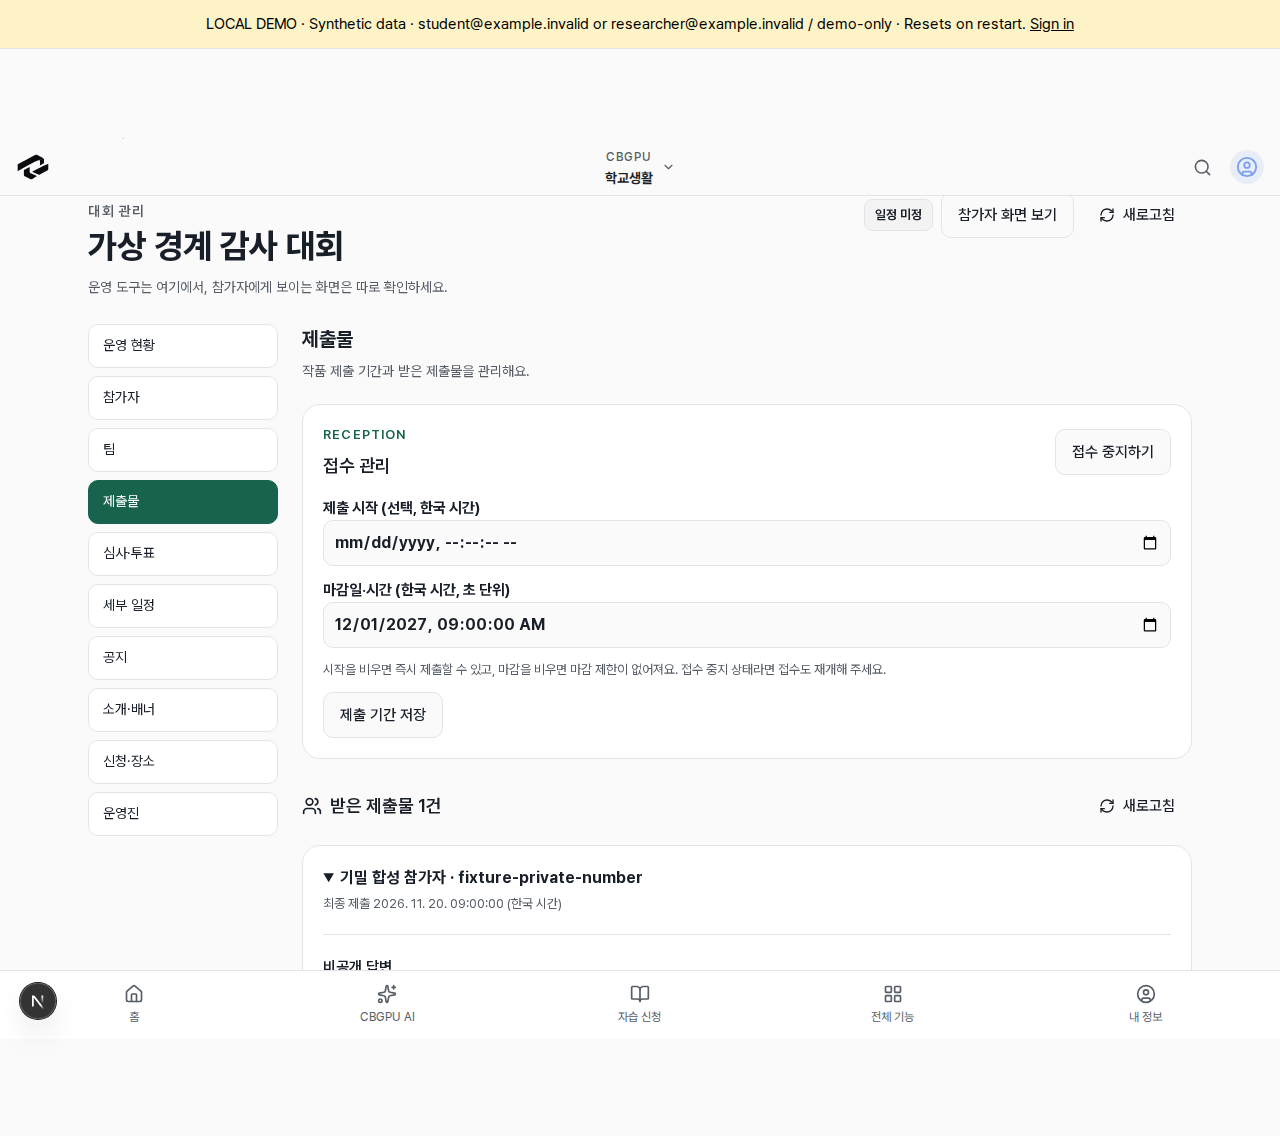 LOCAL DEMO · Synthetic data · student@example.invalid or researcher@example.invalid / demo-only · Resets on restart. Sign in
CBGPU
학교생활
대회 관리
가상 경계 감사 대회
운영 도구는 여기에서, 참가자에게 보이는 화면은 따로 확인하세요.
일정 미정
참가자 화면 보기
새로고침
운영 현황
참가자
팀
제출물
심사·투표
세부 일정
공지
소개·배너
신청·장소
운영진
제출물
작품 제출 기간과 받은 제출물을 관리해요.
RECEPTION
접수 관리
접수 중지하기
제출 시작 (선택, 한국 시간)
mm/dd/yyyy, --:--:-- --
마감일·시간 (한국 시간, 초 단위)
12/01/2027, 09:00:00 AM
시작을 비우면 즉시 제출할 수 있고, 마감을 비우면 마감 제한이 없어져요. 접수 중지 상태라면 접수도 재개해 주세요.
제출 기간 저장
받은 제출물 1건
새로고침
▼ 기밀 합성 참가자 · fixture-private-number
최종 제출 2026. 11. 20. 09:00:00 (한국 시간)
비공개 답변
N
홈
CBGPU AI
자습 신청
전체 기능
내 정보